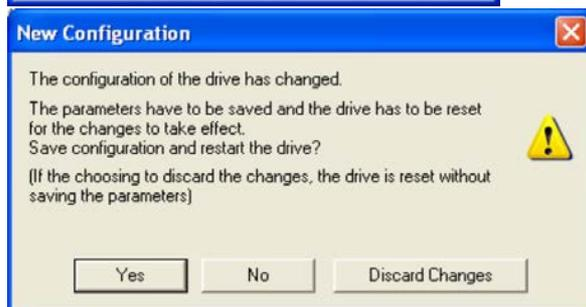 New Configuration
The configuration of the drive has changed.
The parameters have to be saved and the drive has to be reset
for the changes to take effect.
Save configuration and restart the drive?
(If the choosing to discard the changes, the drive is reset without
saving the parameters)
Yes No Discard Changes